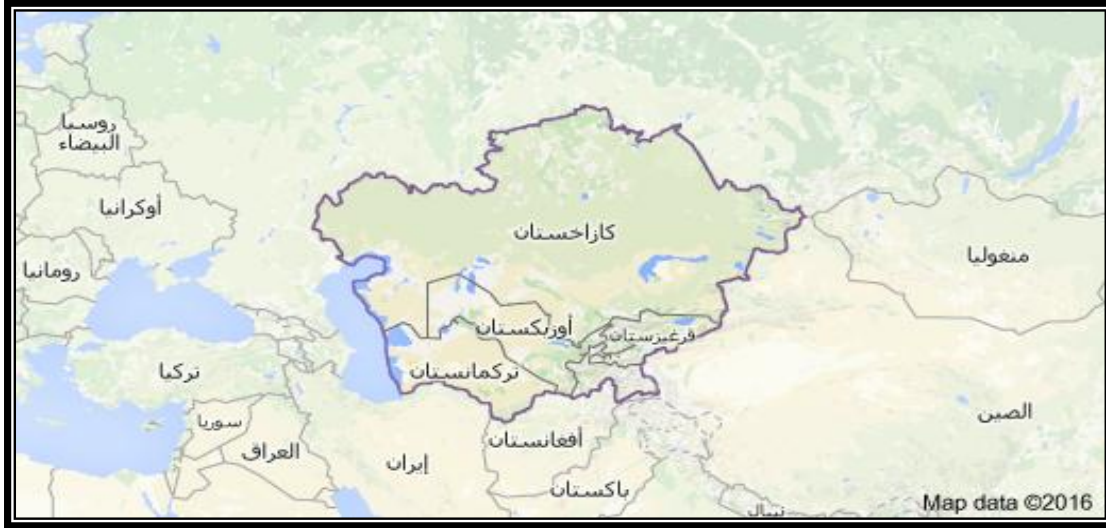 روسيا
البيضاء
أوكرانيا
كازاخستان
رومانيا
منغوليا
أوزبكستان
قرغيزستان
تركيا
تركمانستان
سوريا
الصين
أفغانستان
العراق
إيران
باكستان
نيبال
Map data ©2016